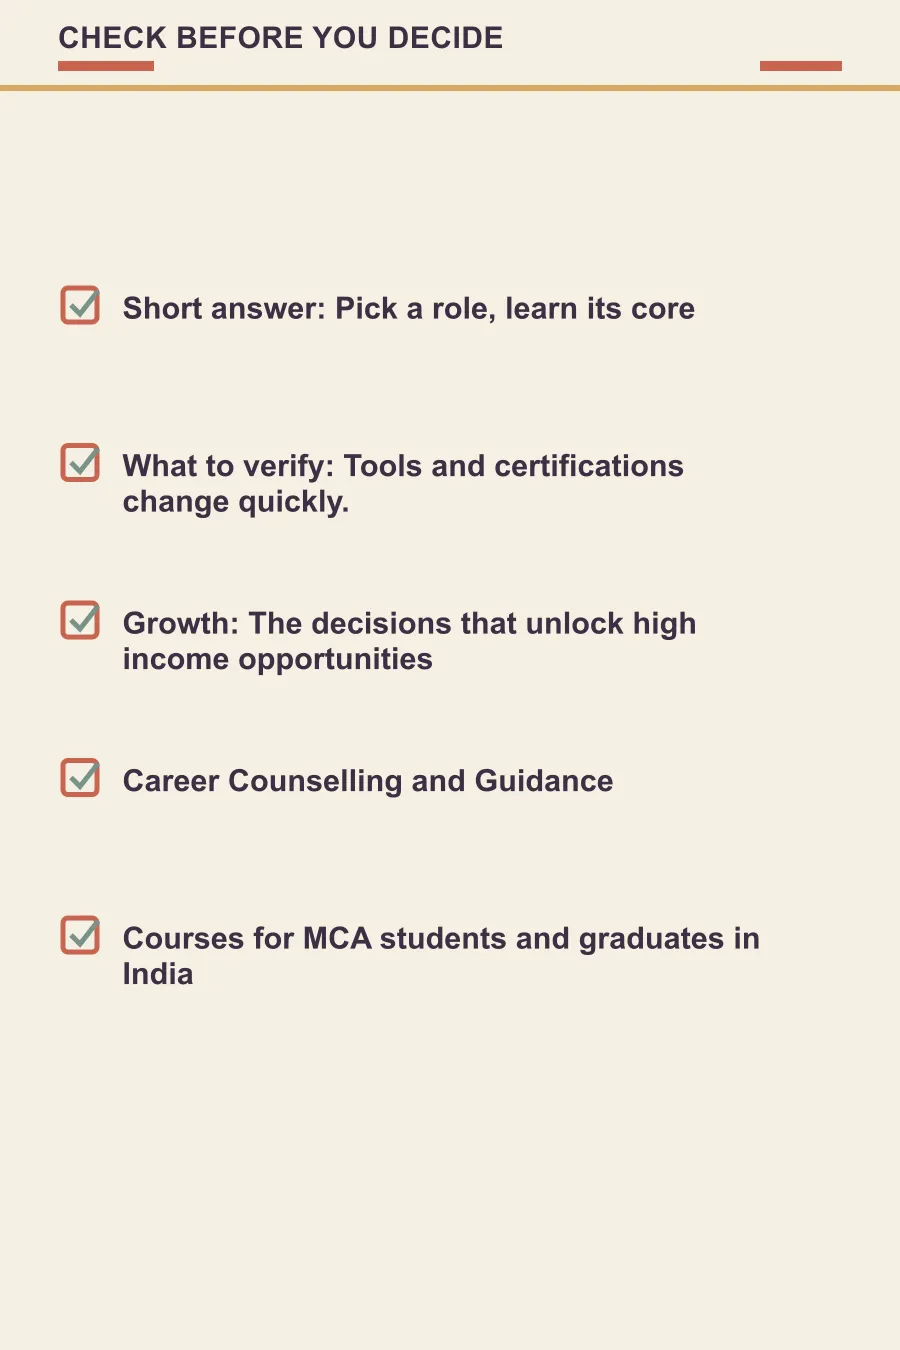 CHECK BEFORE YOU DECIDE
Short answer: Pick a role, learn its core
What to verify: Tools and certifications
change quickly.
Growth: The decisions that unlock high
income opportunities
Career Counselling and Guidance
Courses for MCA students and graduates in
India